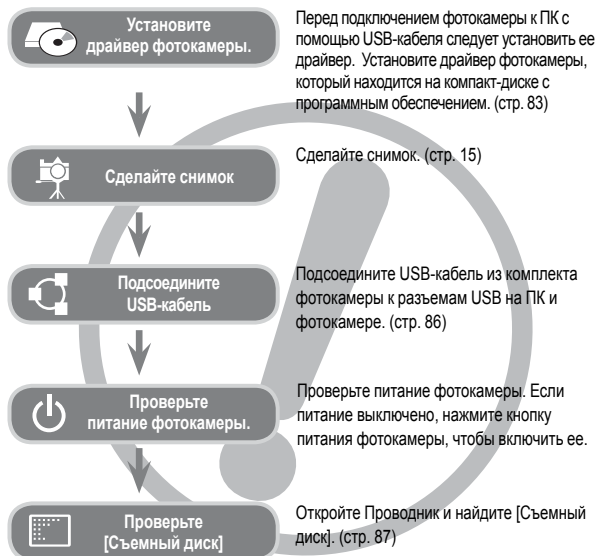 Установите
драйвер фотокамеры.
Перед подключением фотокамеры к ПК с
помощью USB-кабеля следует установить ее
драйвер. Установите драйвер фотокамеры,
который находится на компакт-диске с
программным обеспечением. (стр. 83)
Сделайте снимок
Сделайте снимок. (стр. 15)
Подсоедините
USB-кабель
Подсоедините USB-кабель из комплекта
фотокамеры к разъемам USB на ПК и
фотокамере. (стр. 86)
Проверьте
питание фотокамеры.
Проверьте питание фотокамеры. Если
питание выключено, нажмите кнопку
питания фотокамеры, чтобы включить ее.
Проверьте
[Съемный диск]
Откройте Проводник и найдите [Съемный
диск]. (стр. 87)